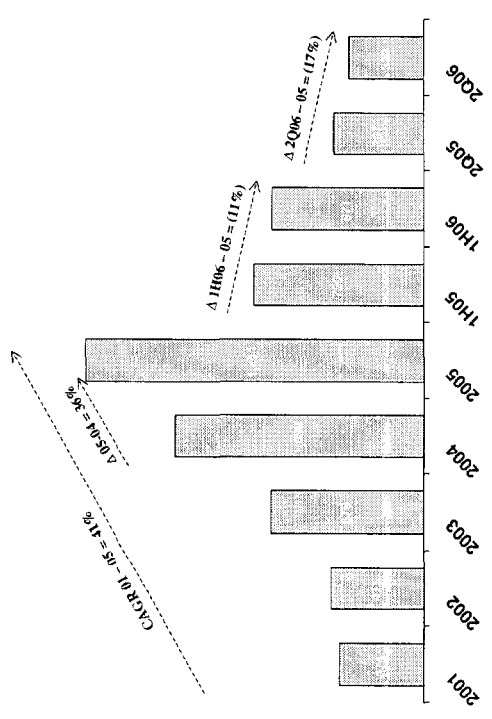 CAGR 01 – 05 = 41%
Δ 05-04 = 36%
Δ 1H06 – 05 = (11%)
Δ 2Q06 – 05 = (17%)
2001
2002
2003
2004
2005
1H05
1H06
2Q05
2Q06